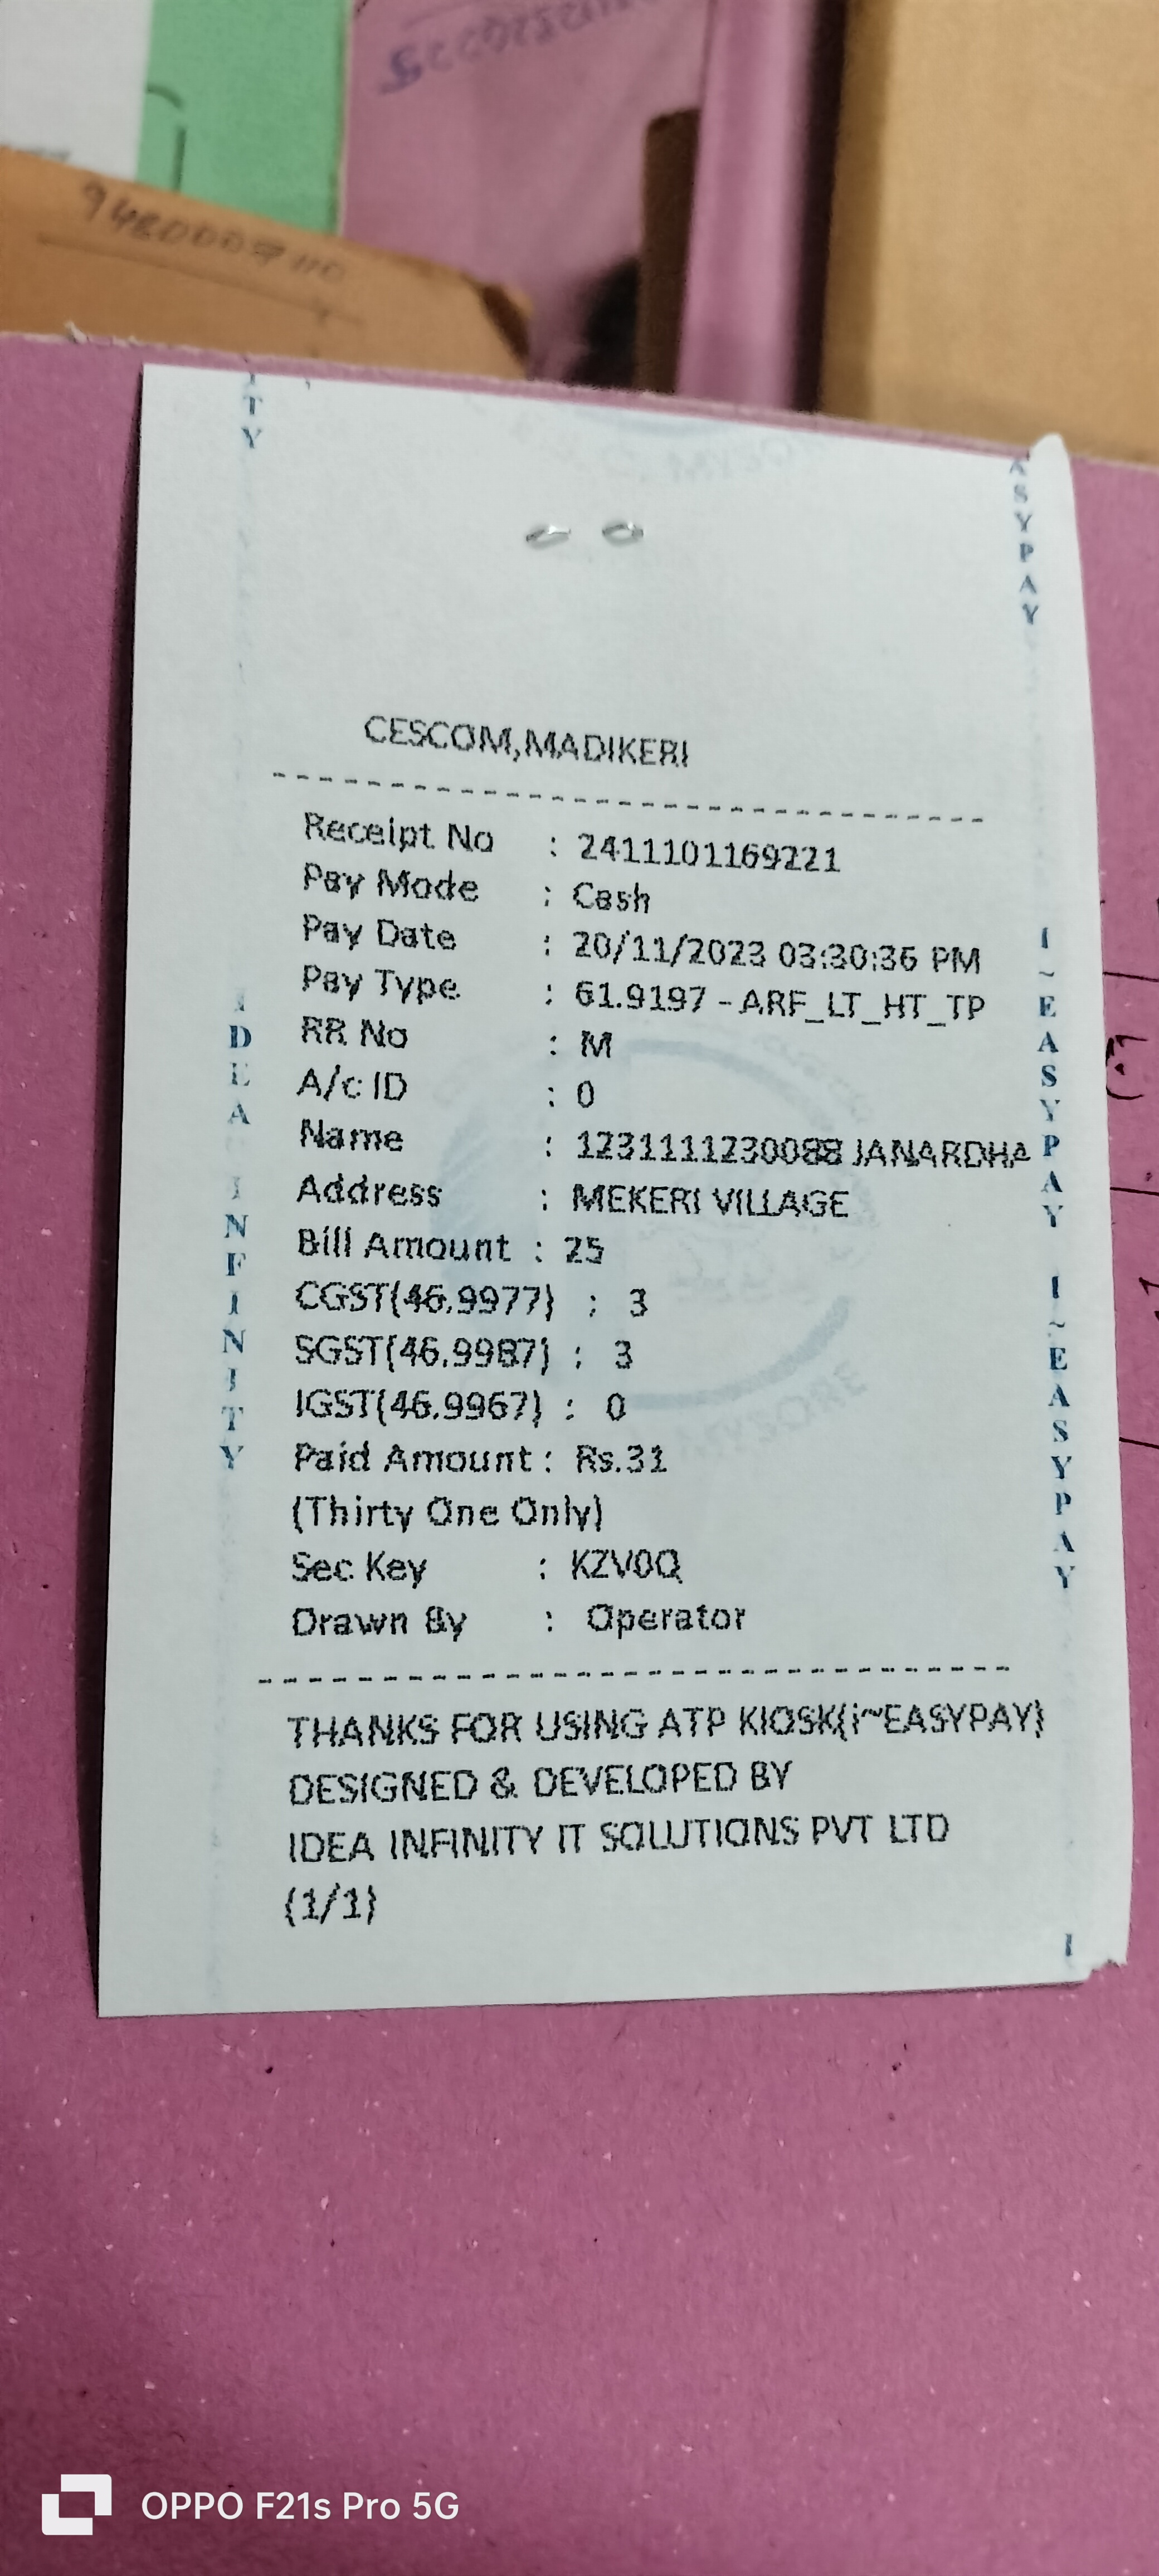 CESCOM,MADIKERI
Receipt No : 2411101169221
Pay Mode : Cash
Pay Date : 20/11/2023 03:30:36 PM
Pay Type : 61.9197 - ARF_LT_HT_TP
RR No : M
A/c ID : 0
Name : 1231111230088 JANARDHA
Address : MEKERI VILLAGE
Bill Amount : 25
CGST(46.9977) : 3
SGST(46.9987) : 3
IGST(46.9967) : 0
Paid Amount : Rs.31
(Thirty One Only)
Sec Key : KZV0Q
Drawn By : Operator
THANKS FOR USING ATP KIOSK(i~EASYPAY)
DESIGNED & DEVELOPED BY
IDEA INFINITY IT SOLUTIONS PVT LTD
(1/1)
ITY
IDEA INFINITY
ASYPAY
I~EASYPAY I~EASYPAY
I
OPPO F21s Pro 5G